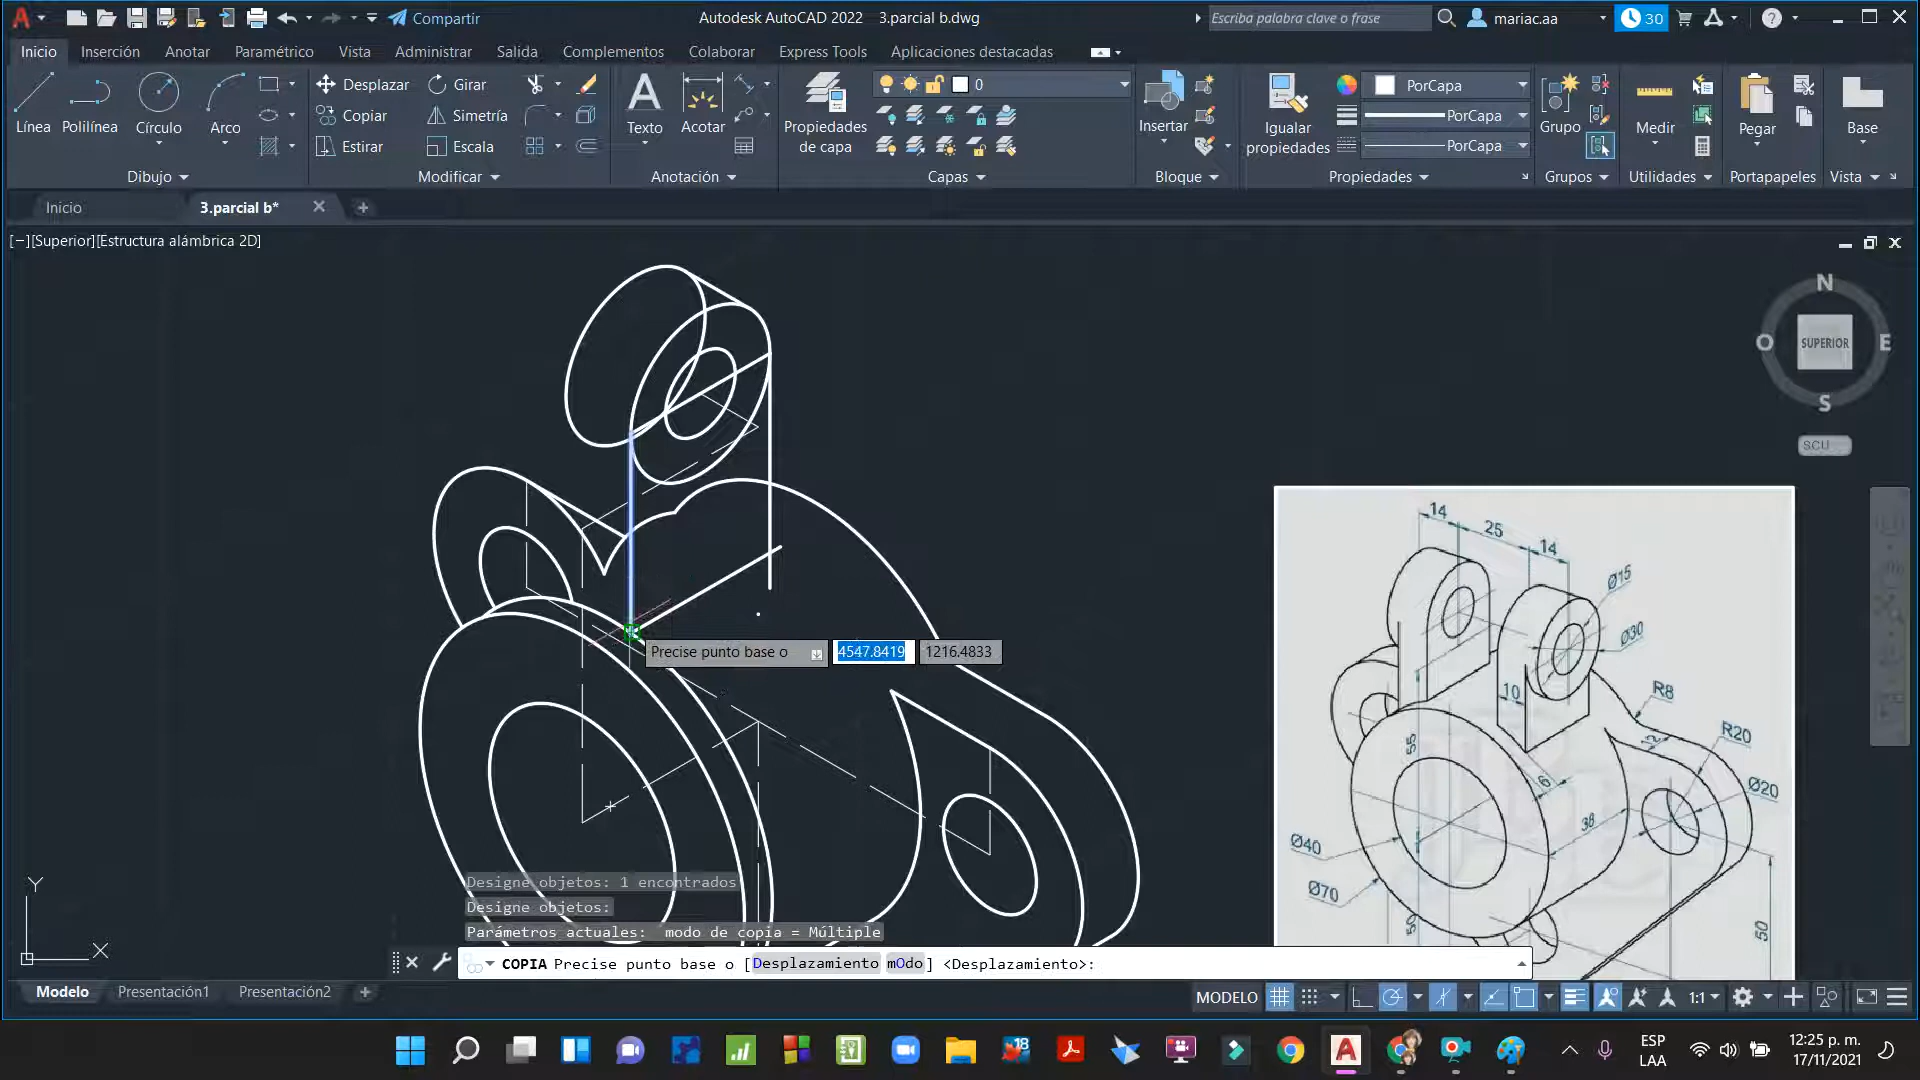 Compartir
Autodesk AutoCAD 2022 3.parcial b.dwg
Escriba palabra clave o frase
mariac.aa
30
Inicio Inserción Anotar Paramétrico Vista Administrar Salida Complementos Colaborar Express Tools Aplicaciones destacadas
Línea Polilínea Círculo Arco
Desplazar Girar
Copiar Simetría
Estirar Escala
Texto Acotar
Propiedades de capa
0
Insertar
Igualar propiedades
PorCapa
PorCapa
PorCapa
Grupo Medir Pegar Base
Dibujo Modificar Anotación Capas Bloque Propiedades Grupos Utilidades Portapapeles Vista
Inicio 3.parcial b*
[−][Superior][Estructura alámbrica 2D]
N
O SUPERIOR E
S
SCU
14
25
14
Ø15
Ø30
10
R8
R20
12
55
6
Ø20
38
Ø40
Ø70
50
50
Precise punto base o 4547.8419 1216.4833
Designe objetos: 1 encontrados
Designe objetos:
Parámetros actuales: modo de copia = Múltiple
COPIA Precise punto base o [Desplazamiento mOdo] <Desplazamiento>:
Y
X
Modelo Presentación1 Presentación2
MODELO 1:1
18
ESP
LAA
12:25 p. m.
17/11/2021